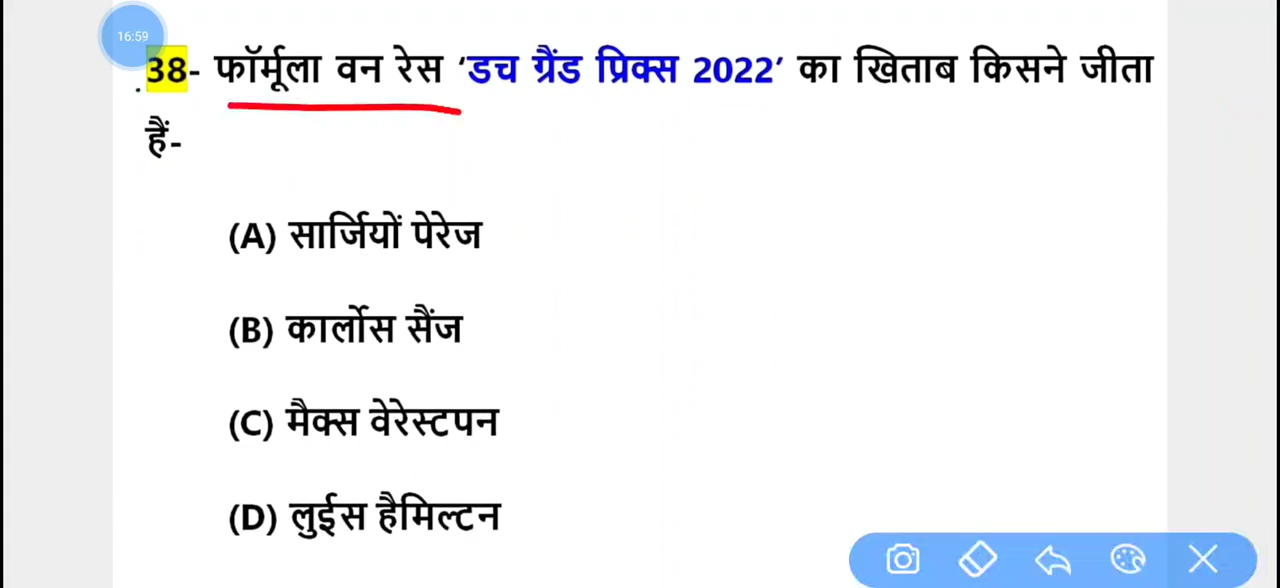 16:59
38- फॉर्मूला वन रेस ‘डच ग्रैंड प्रिक्स 2022’ का खिताब किसने जीता
हैं-
(A) सार्जियों पेरेज
(B) कार्लोस सैंज
(C) मैक्स वेरेस्टपन
(D) लुईस हैमिल्टन